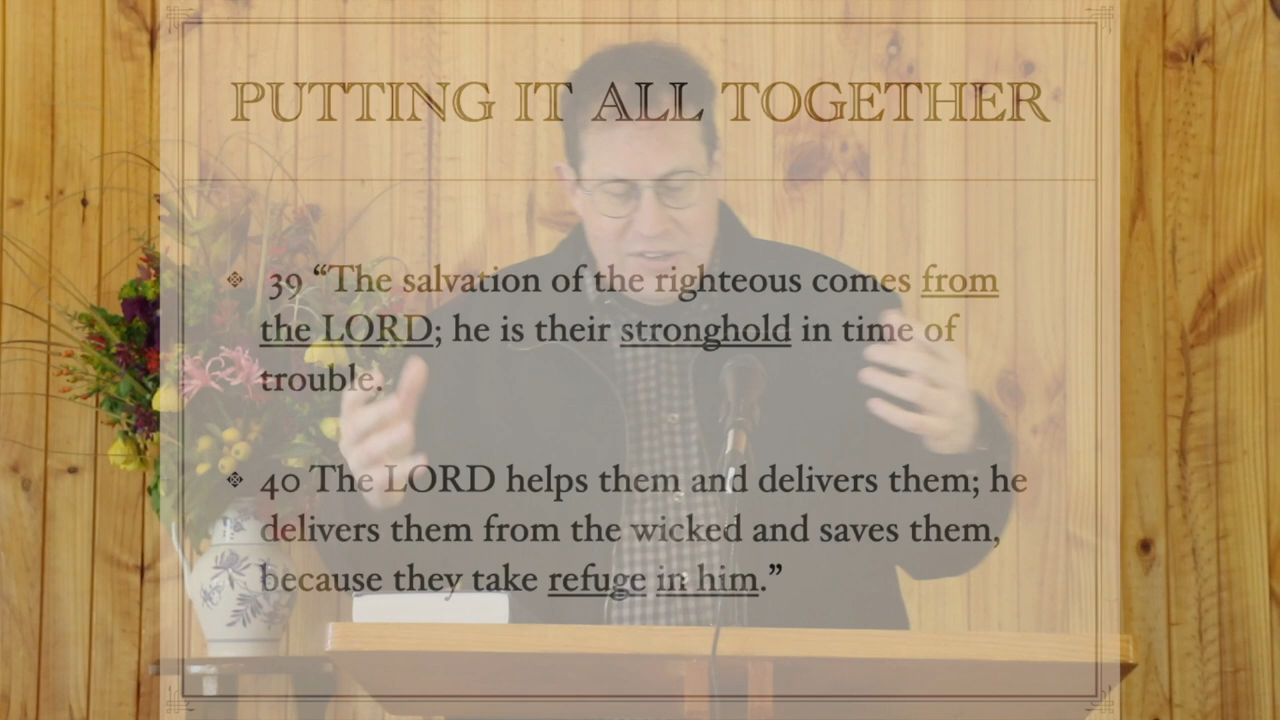 PUTTING IT ALL TOGETHER
39 “The salvation of the righteous comes from
the LORD; he is their stronghold in time of
trouble.
40 The LORD helps them and delivers them; he
delivers them from the wicked and saves them,
because they take refuge in him.”